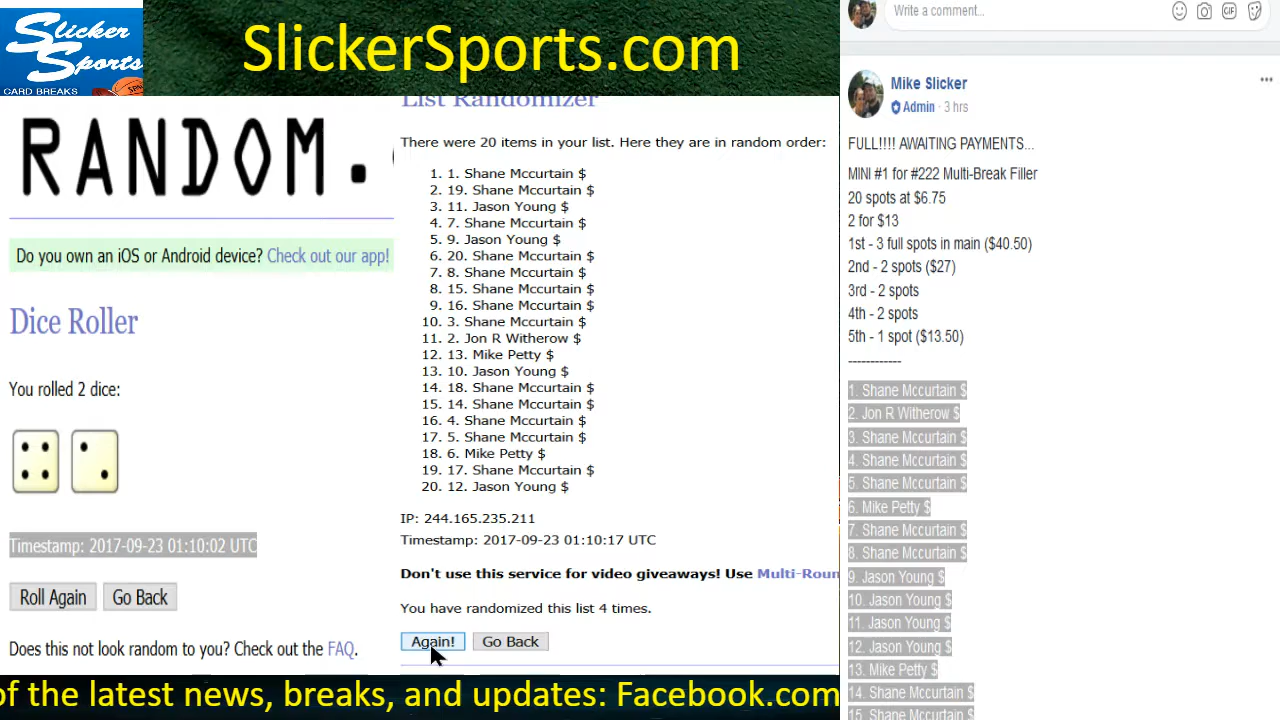 Slicker
Sports
CARD BREAKS
SlickerSports.com
RANDOM.
Do you own an iOS or Android device? Check out our app!
Dice Roller
You rolled 2 dice:
Timestamp: 2017-09-23 01:10:02 UTC
Roll Again
Go Back
Does this not look random to you? Check out the FAQ.
List Randomizer
There were 20 items in your list. Here they are in random order:
1. 1. Shane Mccurtain $
2. 19. Shane Mccurtain $
3. 11. Jason Young $
4. 7. Shane Mccurtain $
5. 9. Jason Young $
6. 20. Shane Mccurtain $
7. 8. Shane Mccurtain $
8. 15. Shane Mccurtain $
9. 16. Shane Mccurtain $
10. 3. Shane Mccurtain $
11. 2. Jon R Witherow $
12. 13. Mike Petty $
13. 10. Jason Young $
14. 18. Shane Mccurtain $
15. 14. Shane Mccurtain $
16. 4. Shane Mccurtain $
17. 5. Shane Mccurtain $
18. 6. Mike Petty $
19. 17. Shane Mccurtain $
20. 12. Jason Young $
IP: 244.165.235.211
Timestamp: 2017-09-23 01:10:17 UTC
Don't use this service for video giveaways! Use Multi-Roun
You have randomized this list 4 times.
Again!
Go Back
Write a comment...
GIF
Mike Slicker
Admin · 3 hrs
FULL!!!! AWAITING PAYMENTS...
MINI #1 for #222 Multi-Break Filler
20 spots at $6.75
2 for $13
1st - 3 full spots in main ($40.50)
2nd - 2 spots ($27)
3rd - 2 spots
4th - 2 spots
5th - 1 spot ($13.50)
------------
1. Shane Mccurtain $
2. Jon R Witherow $
3. Shane Mccurtain $
4. Shane Mccurtain $
5. Shane Mccurtain $
6. Mike Petty $
7. Shane Mccurtain $
8. Shane Mccurtain $
9. Jason Young $
10. Jason Young $
11. Jason Young $
12. Jason Young $
13. Mike Petty $
14. Shane Mccurtain $
15. Shane Mccurtain $
of the latest news, breaks, and updates: Facebook.com